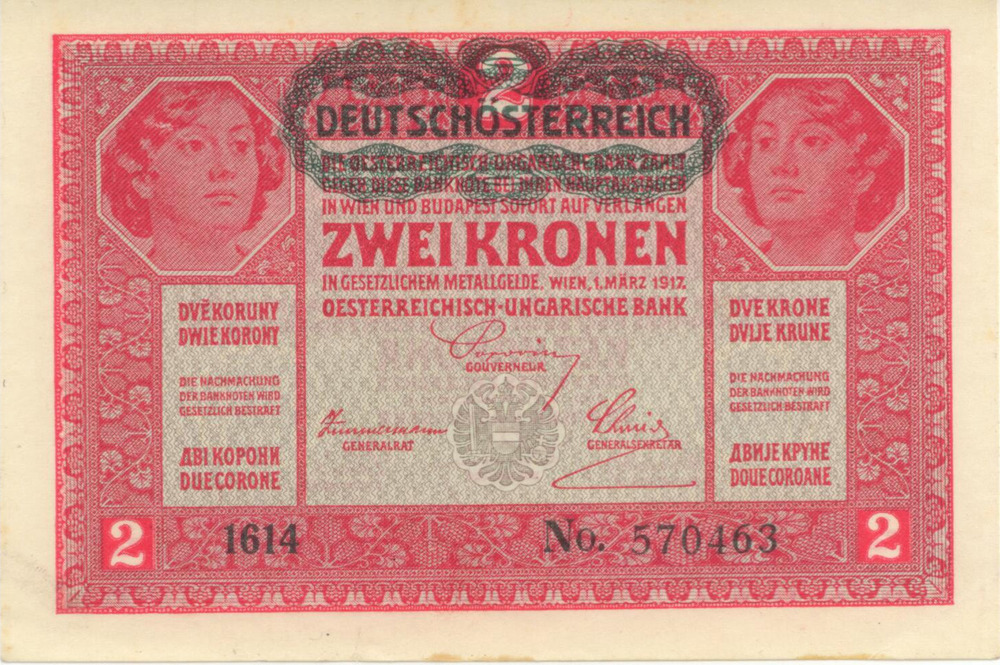 2
DEUTSCHÖSTERREICH
DIE OESTERREICHISCH-UNGARISCHE BANK ZAHLT
GEGEN DIESE BANKNOTE BEI IHREN HAUPTANSTALTEN
IN WIEN UND BUDAPEST SOFORT AUF VERLANGEN
ZWEI KRONEN
IN GESETZLICHEM METALLGELDE. WIEN, 1. MÄRZ 1917.
OESTERREICHISCH-UNGARISCHE BANK
GOUVERNEUR
GENERALRAT
GENERALSEKRETÄR
DVĚ KORUNY
DWIE KORONY
DIE NACHMACHUNG
DER BANKNOTEN WIRD
GESETZLICH BESTRAFT
ДВІ КОРОНИ
DUE CORONE
DVE KRONE
DVIJE KRUNE
DIE NACHMACHUNG
DER BANKNOTEN WIRD
GESETZLICH BESTRAFT
ДВИЈЕ КРУНЕ
DOUE COROANE
2
1614
No. 570463
2